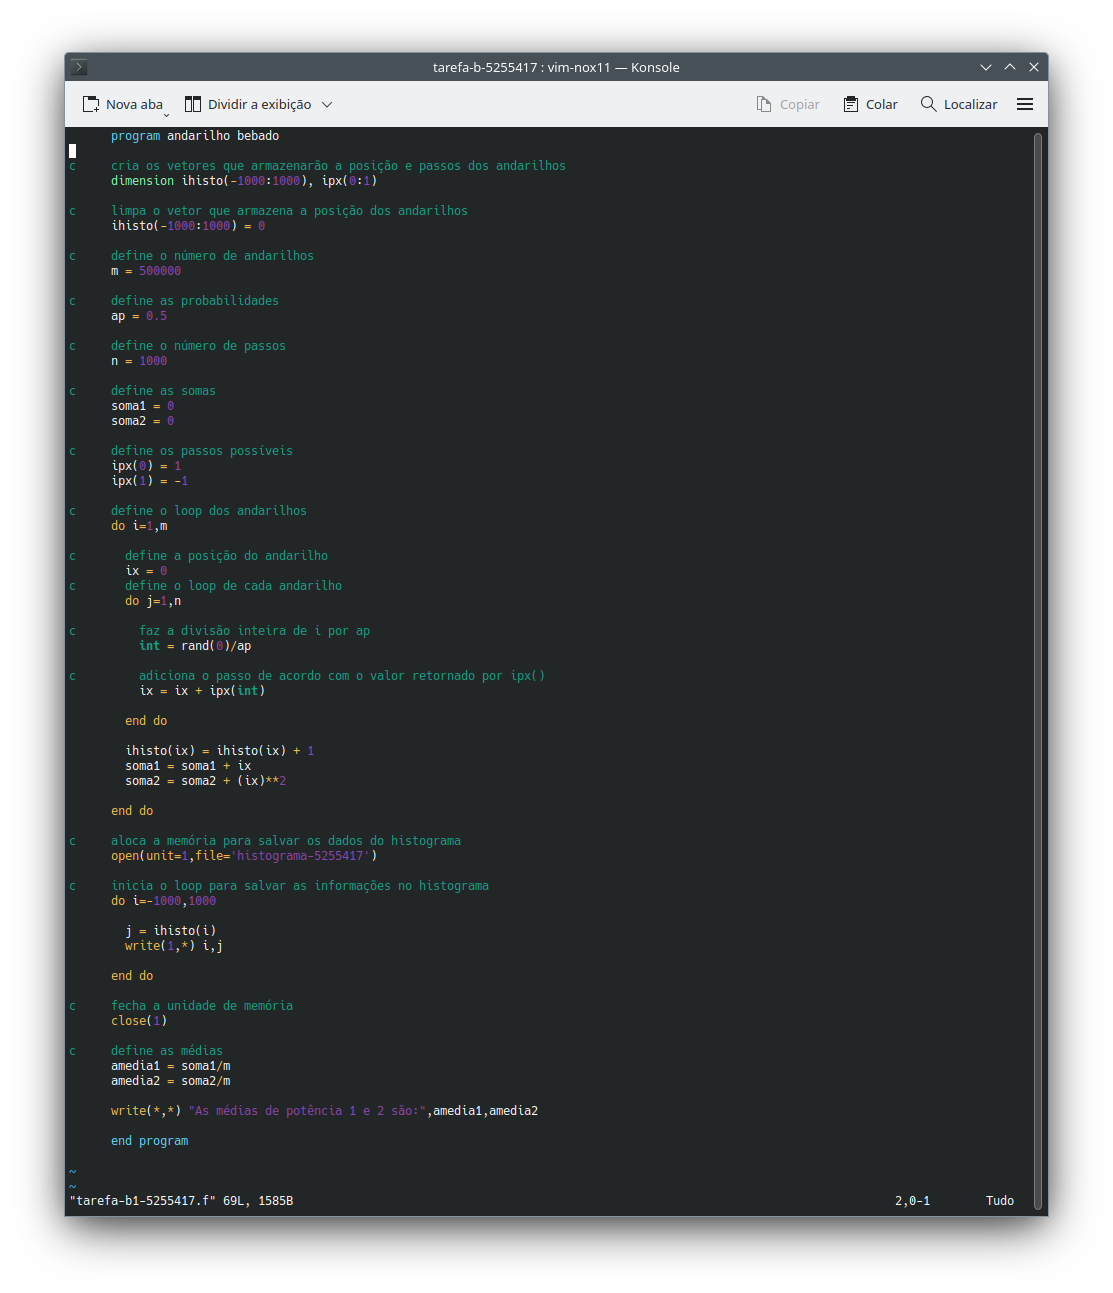 tarefa-b-5255417 : vim-nox11 — Konsole
Nova aba Dividir a exibição Copiar Colar Localizar
      program andarilho bebado
c     cria os vetores que armazenarão a posição e passos dos andarilhos
      dimension ihisto(-1000:1000), ipx(0:1)
c     limpa o vetor que armazena a posição dos andarilhos
      ihisto(-1000:1000) = 0
c     define o número de andarilhos
      m = 500000
c     define as probabilidades
      ap = 0.5
c     define o número de passos
      n = 1000
c     define as somas
      soma1 = 0
      soma2 = 0
c     define os passos possíveis
      ipx(0) = 1
      ipx(1) = -1
c     define o loop dos andarilhos
      do i=1,m
c       define a posição do andarilho
        ix = 0
c       define o loop de cada andarilho
        do j=1,n
c         faz a divisão inteira de i por ap
          int = rand(0)/ap
c         adiciona o passo de acordo com o valor retornado por ipx()
          ix = ix + ipx(int)
        end do
        ihisto(ix) = ihisto(ix) + 1
        soma1 = soma1 + ix
        soma2 = soma2 + (ix)**2
      end do
c     aloca a memória para salvar os dados do histograma
      open(unit=1,file='histograma-5255417')
c     inicia o loop para salvar as informações no histograma
      do i=-1000,1000
        j = ihisto(i)
        write(1,*) i,j
      end do
c     fecha a unidade de memória
      close(1)
c     define as médias
      amedia1 = soma1/m
      amedia2 = soma2/m
      write(*,*) "As médias de potência 1 e 2 são:",amedia1,amedia2
      end program
~
~
"tarefa-b1-5255417.f" 69L, 1585B 2,0-1 Tudo